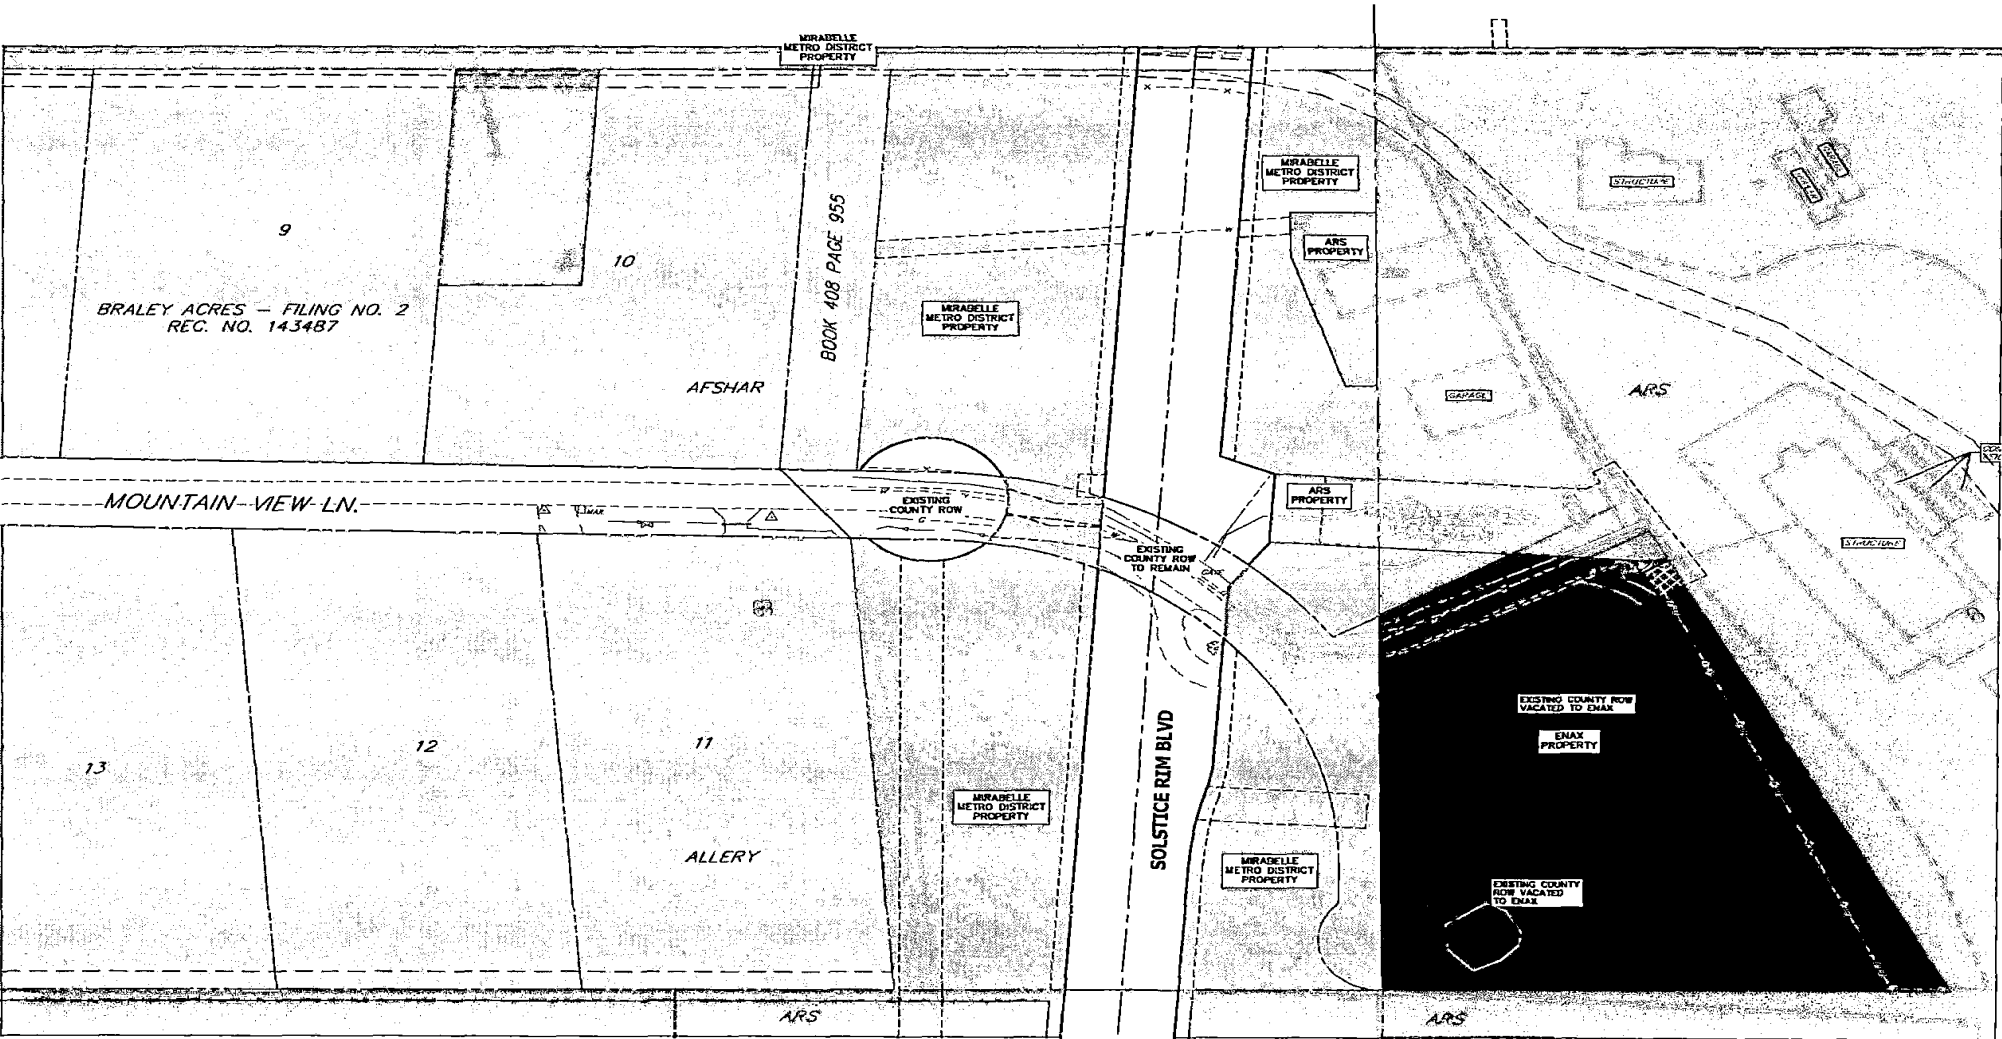 MIRABELLE
METRO DISTRICT
PROPERTY
MIRABELLE
METRO DISTRICT
PROPERTY
STRUCTURE
9
10
BOOK 408 PAGE 955
ARS
PROPERTY
BRALEY ACRES - FILING NO. 2
REC. NO. 143487
MIRABELLE
METRO DISTRICT
PROPERTY
AFSHAR
GARAGE
ARS
MOUNTAIN VIEW LN.
EXISTING
COUNTY ROW
G
ARS
PROPERTY
EXISTING
COUNTY ROW
TO REMAIN
GATE
STRUCTURE
EXISTING COUNTY ROW
VACATED TO ENAX
ENAX
PROPERTY
13
12
11
SOLSTICE RIM BLVD
MIRABELLE
METRO DISTRICT
PROPERTY
ALLERY
MIRABELLE
METRO DISTRICT
PROPERTY
EXISTING COUNTY
ROW VACATED
TO ENAX
ARS
ARS